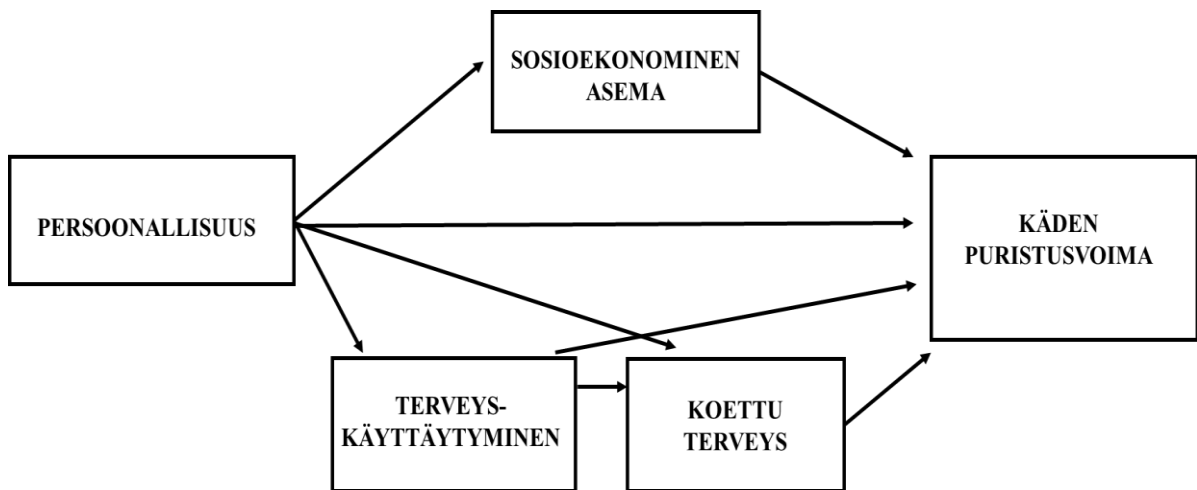 SOSIOEKONOMINEN
ASEMA
PERSOONALLISUUS
KÄDEN
PURISTUSVOIMA
TERVEYS-
KÄYTTÄYTYMINEN
KOETTU
TERVEYS